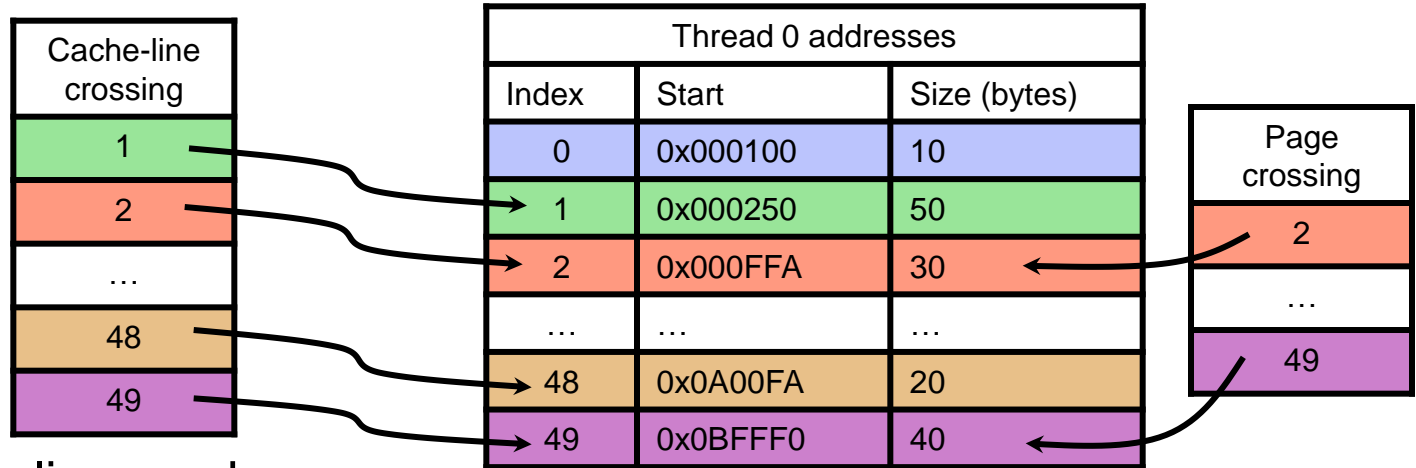 Cache-line
crossing
1
2
…
48
49
Thread 0 addresses
Index Start Size (bytes)
0 0x000100 10
1 0x000250 50
2 0x000FFA 30
… … …
48 0x0A00FA 20
49 0x0BFFF0 40
Page
crossing
2
…
49